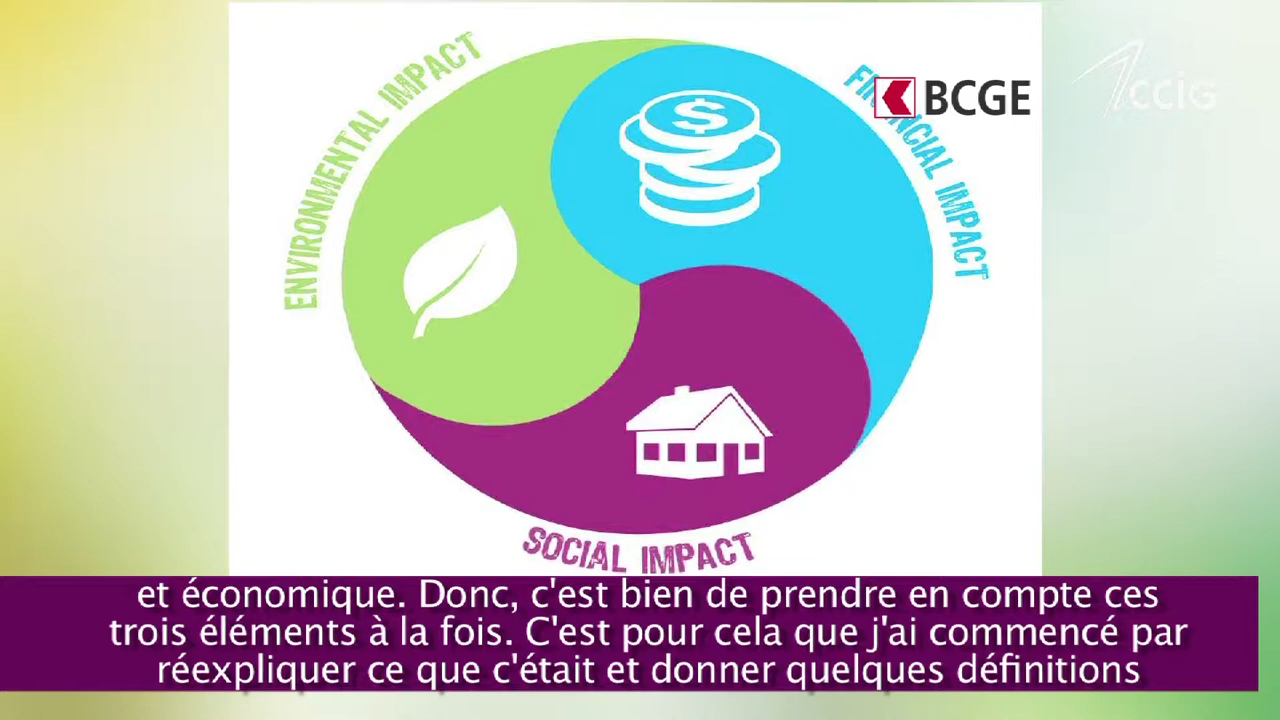 ENVIRONMENTAL IMPACT
FINANCIAL IMPACT
BCGE
CCIG
$
SOCIAL IMPACT
et économique. Donc, c'est bien de prendre en compte ces
trois éléments à la fois. C'est pour cela que j'ai commencé par
réexpliquer ce que c'était et donner quelques définitions